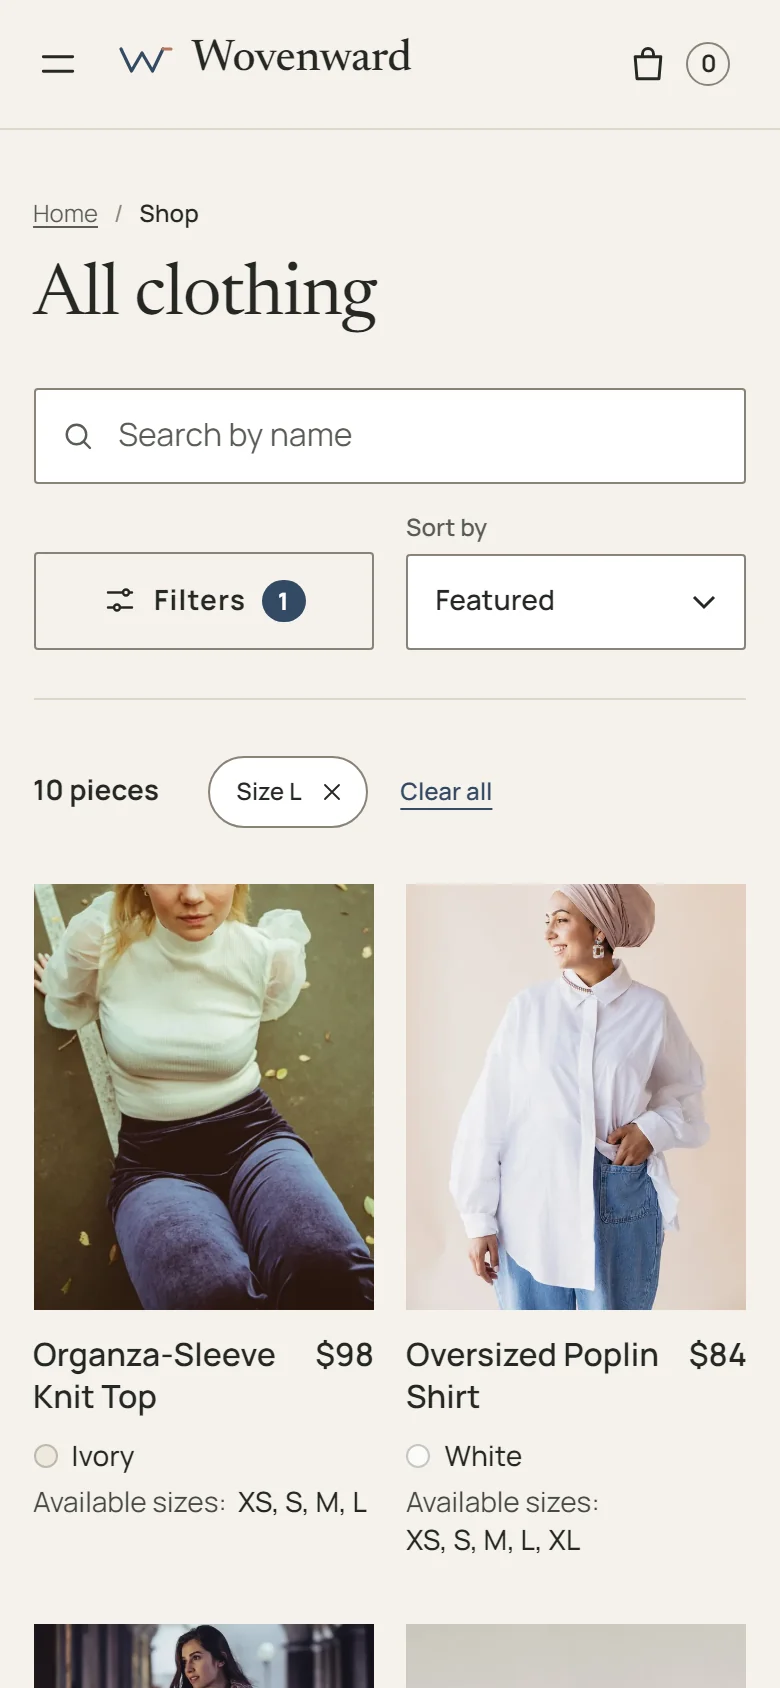 Wovenward
0
Home / Shop
All clothing
Search by name
Sort by
Filters 1
Featured
10 pieces
Size L
Clear all
Organza-Sleeve $98
Knit Top
Ivory
Available sizes: XS, S, M, L
Oversized Poplin $84
Shirt
White
Available sizes:
XS, S, M, L, XL